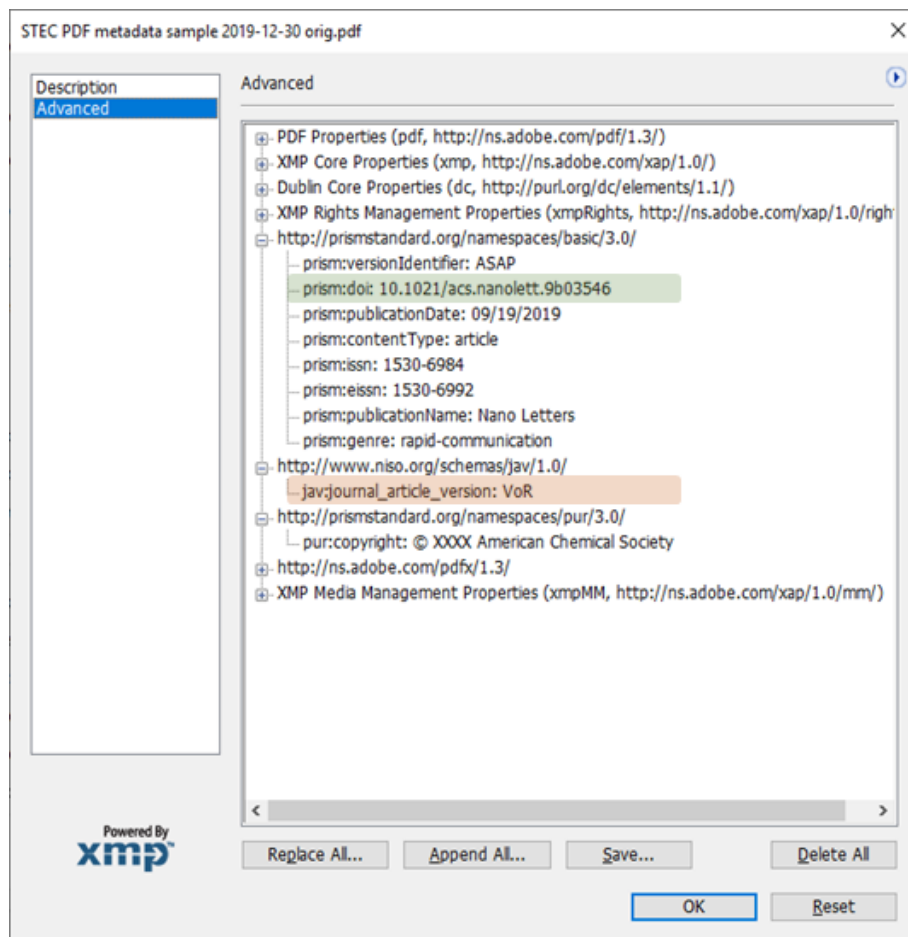 STEC PDF metadata sample 2019-12-30 orig.pdf
Description
Advanced
Advanced
PDF Properties (pdf, http://ns.adobe.com/pdf/1.3/)
XMP Core Properties (xmp, http://ns.adobe.com/xap/1.0/)
Dublin Core Properties (dc, http://purl.org/dc/elements/1.1/)
XMP Rights Management Properties (xmpRights, http://ns.adobe.com/xap/1.0/righ
http://prismstandard.org/namespaces/basic/3.0/
prism:versionIdentifier: ASAP
prism:doi: 10.1021/acs.nanolett.9b03546
prism:publicationDate: 09/19/2019
prism:contentType: article
prism:issn: 1530-6984
prism:eissn: 1530-6992
prism:publicationName: Nano Letters
prism:genre: rapid-communication
http://www.niso.org/schemas/jav/1.0/
jav:journal_article_version: VoR
http://prismstandard.org/namespaces/pur/3.0/
pur:copyright: © XXXX American Chemical Society
http://ns.adobe.com/pdfx/1.3/
XMP Media Management Properties (xmpMM, http://ns.adobe.com/xap/1.0/mm/)
Powered By
xmp™
Replace All... Append All... Save... Delete All
OK Reset